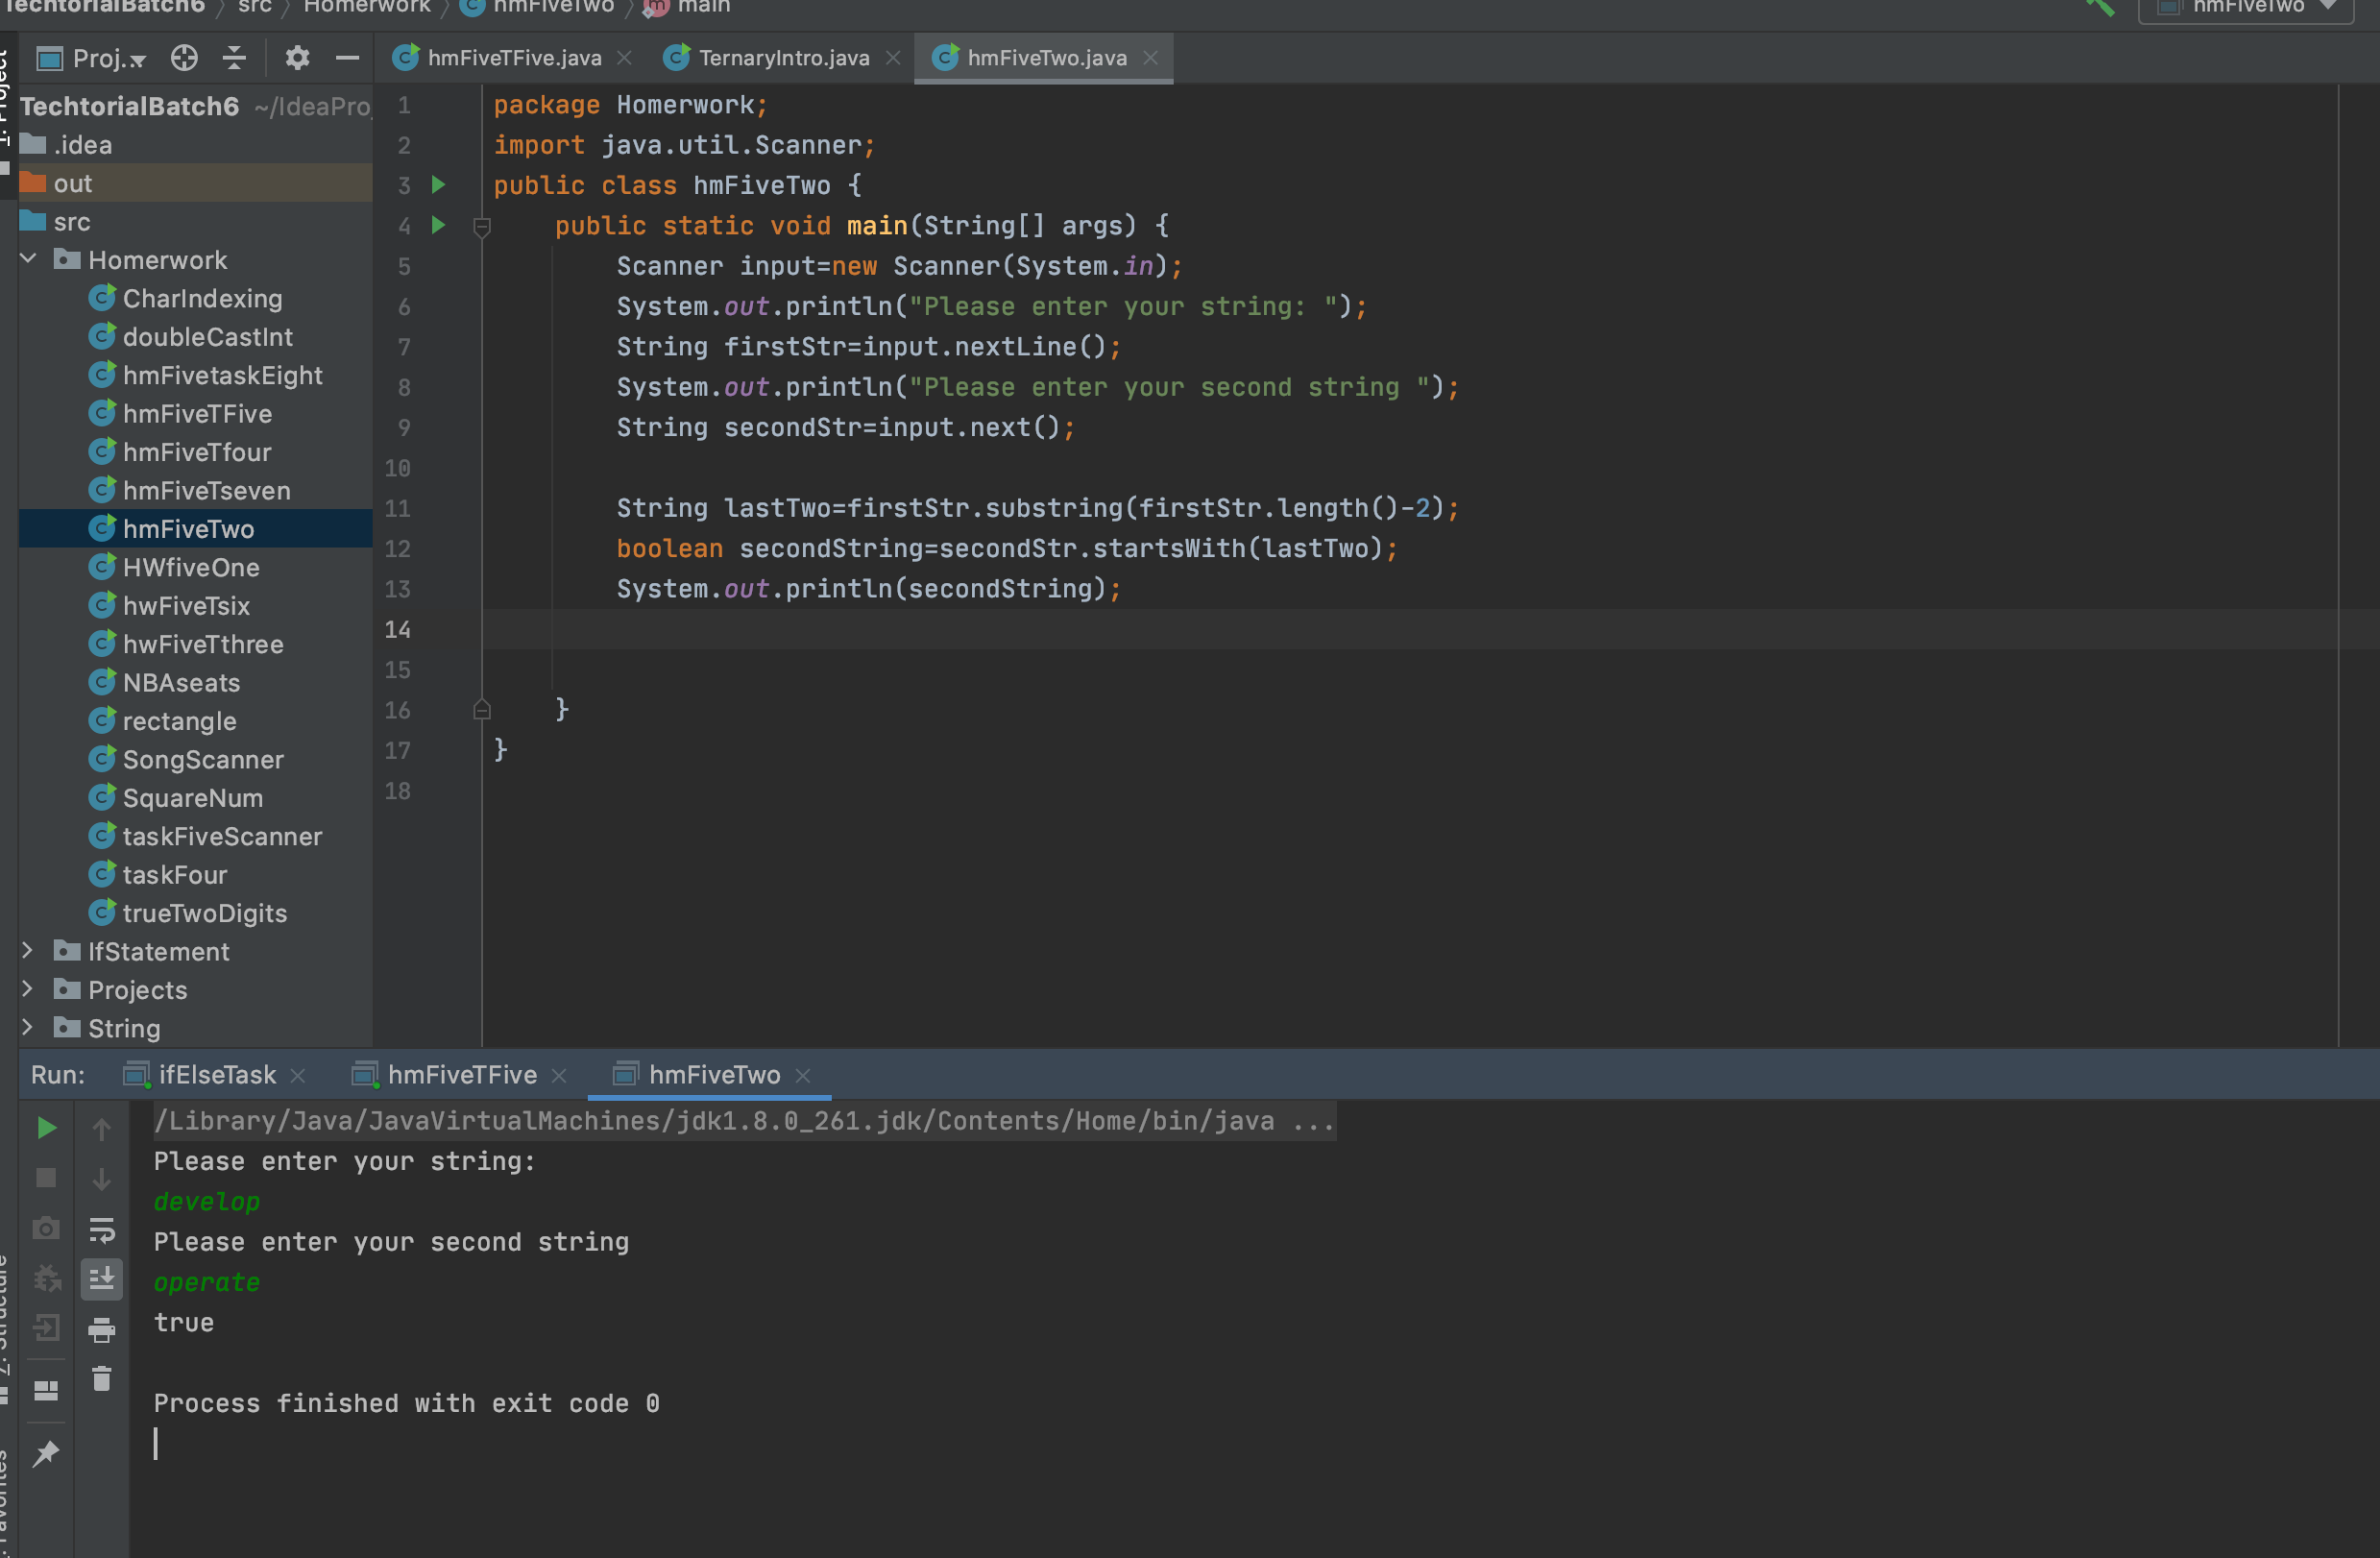 TechtorialBatch6 src Homerwork hmFiveTwo main hmFiveTwo
Proj...
hmFiveTFive.java TernaryIntro.java hmFiveTwo.java
TechtorialBatch6 ~/IdeaPro
.idea
out
src
Homerwork
CharIndexing
doubleCastInt
hmFivetaskEight
hmFiveTFive
hmFiveTfour
hmFiveTseven
hmFiveTwo
HWfiveOne
hwFiveTsix
hwFiveTthree
NBAseats
rectangle
SongScanner
SquareNum
taskFiveScanner
taskFour
trueTwoDigits
IfStatement
Projects
String
1 package Homerwork;
2 import java.util.Scanner;
3 public class hmFiveTwo {
4 public static void main(String[] args) {
5 Scanner input=new Scanner(System.in);
6 System.out.println("Please enter your string: ");
7 String firstStr=input.nextLine();
8 System.out.println("Please enter your second string ");
9 String secondStr=input.next();
10
11 String lastTwo=firstStr.substring(firstStr.length()-2);
12 boolean secondString=secondStr.startsWith(lastTwo);
13 System.out.println(secondString);
14
15
16 }
17 }
18
Run: ifElseTask hmFiveTFive hmFiveTwo
/Library/Java/JavaVirtualMachines/jdk1.8.0_261.jdk/Contents/Home/bin/java ...
Please enter your string:
develop
Please enter your second string
operate
true
Process finished with exit code 0
1: Project
Z: Structure
Favorites